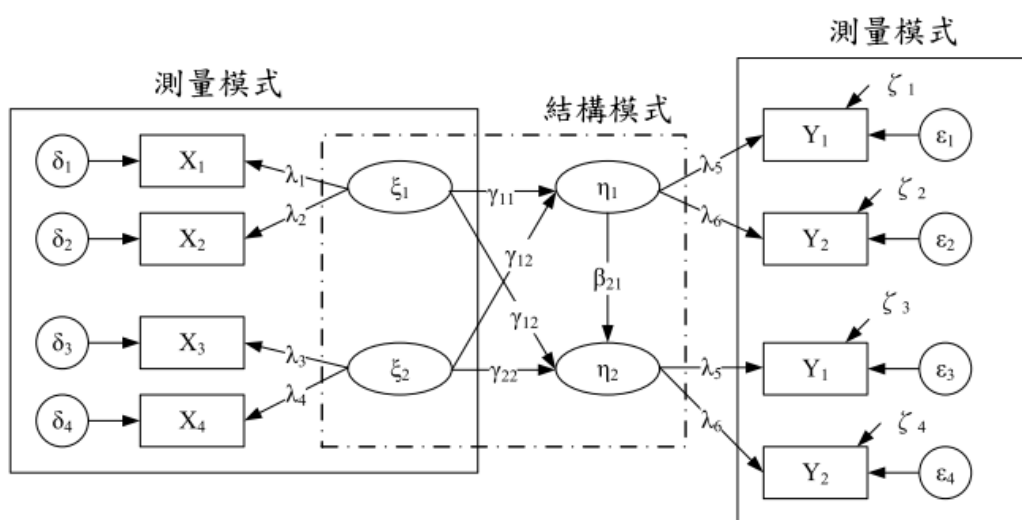 測量模式
測量模式
結構模式
δ1 X1 λ1 ξ1 γ11 η1 λ5 Y1 ζ1 ε1
δ2 X2 λ2 λ6 Y2 ζ2 ε2
γ12
β21
γ12
δ3 X3 λ3 ξ2 γ22 η2 λ5 Y1 ζ3 ε3
δ4 X4 λ4 λ6 Y2 ζ4 ε4